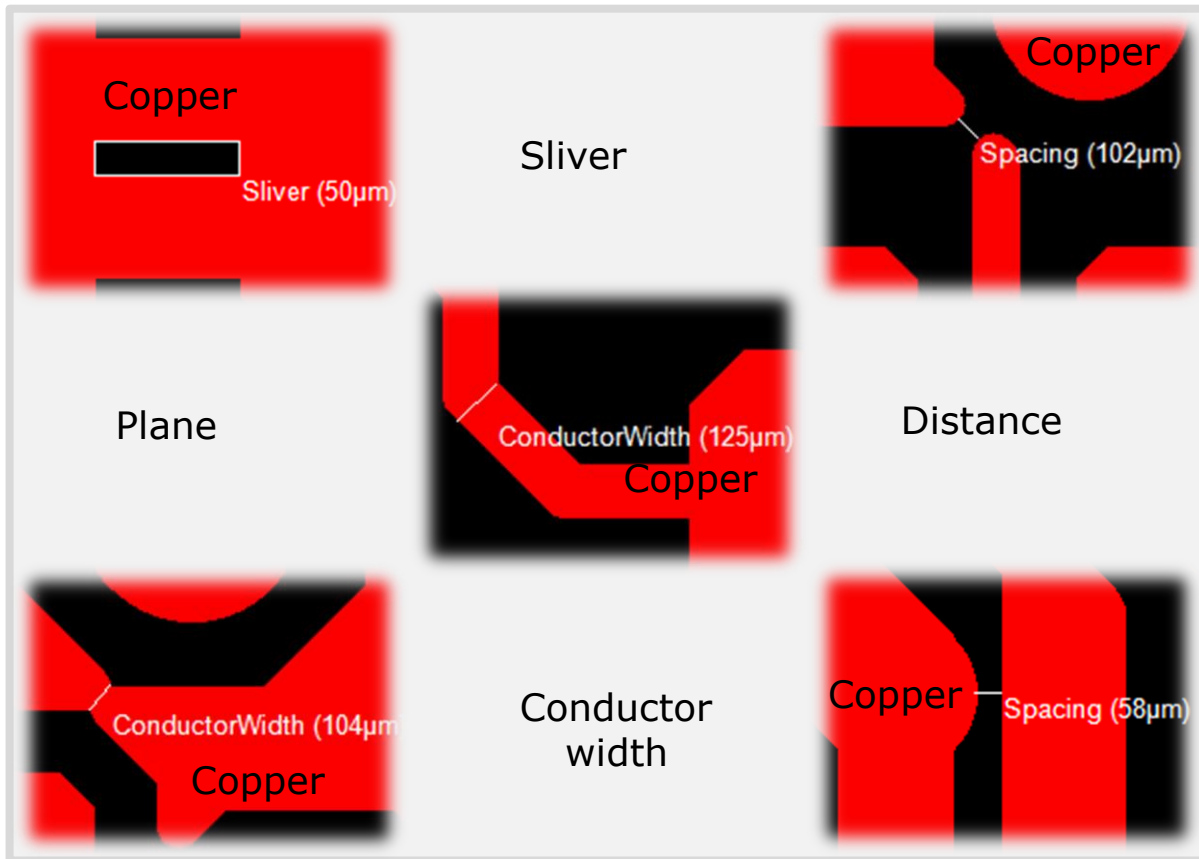 Copper
Sliver (50µm)
Sliver
Copper
Spacing (102µm)
Plane
ConductorWidth (125µm)
Copper
Distance
ConductorWidth (104µm)
Copper
Conductor
width
Copper
Spacing (58µm)